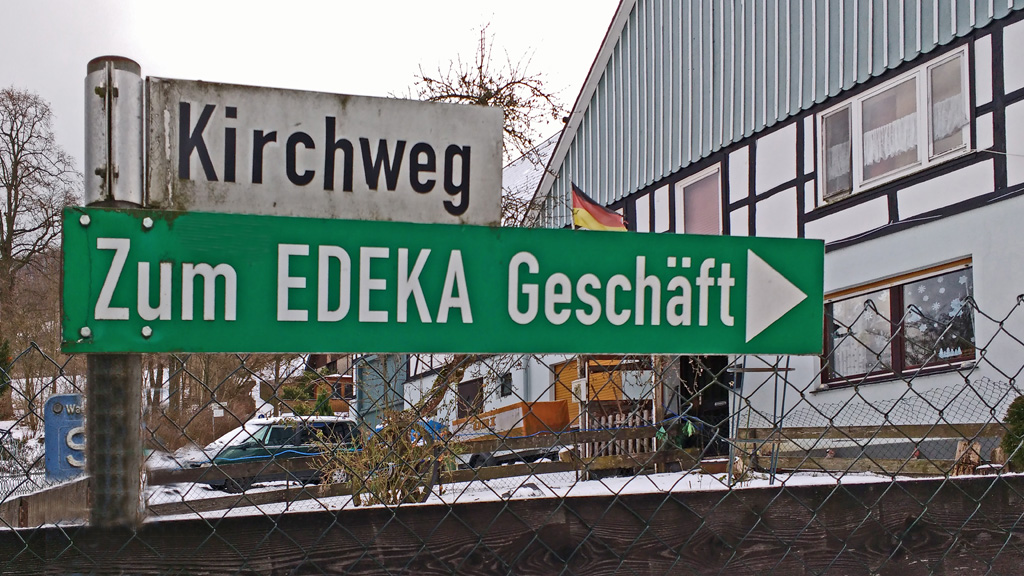 Kirchweg
Zum EDEKA Geschäft